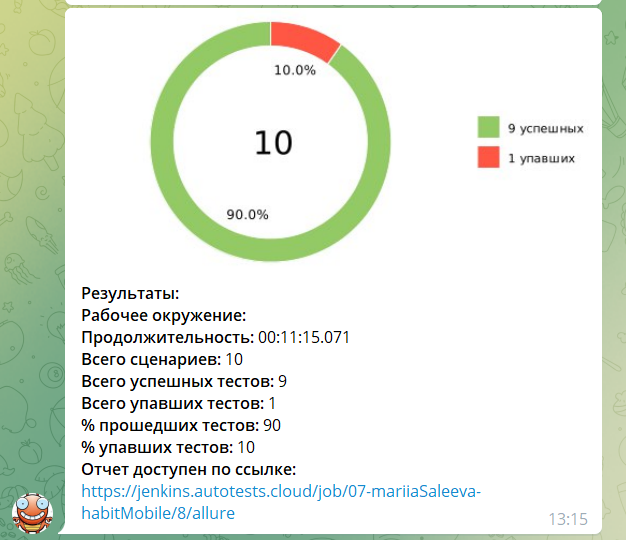 10.0%
10
9 успешных
1 упавших
90.0%
Результаты:
Рабочее окружение:
Продолжительность: 00:11:15.071
Всего сценариев: 10
Всего успешных тестов: 9
Всего упавших тестов: 1
% прошедших тестов: 90
% упавших тестов: 10
Отчет доступен по ссылке:
https://jenkins.autotests.cloud/job/07-mariiaSaleeva-
habitMobile/8/allure
13:15